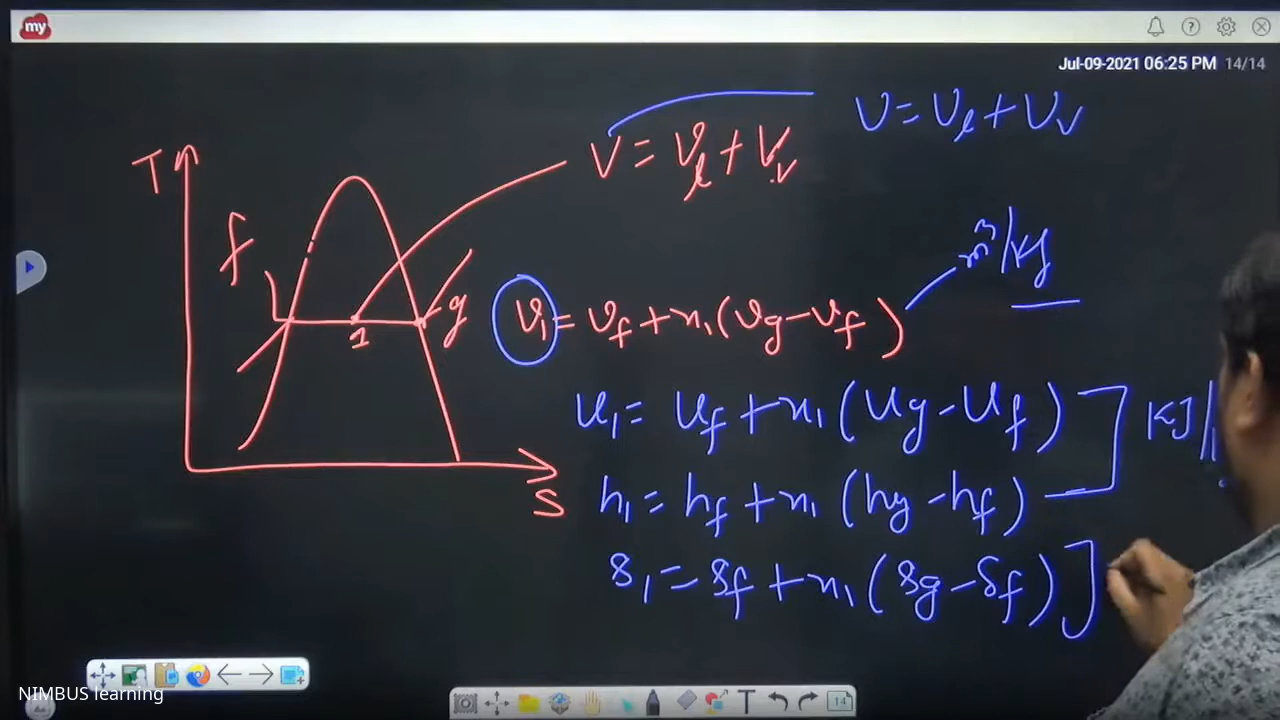 my
Jul-09-2021 06:25 PM 14/14
V = V_l + V_v
V = V_l + V_v
T
f
g
1
S
v_1 = v_f + x_1 (v_g - v_f)
m^3/kg
u_1 = u_f + x_1 (u_g - u_f)
KJ/
h_1 = h_f + x_1 (h_g - h_f)
s_1 = s_f + x_1 (s_g - s_f)
T
14
NIMBUS learning